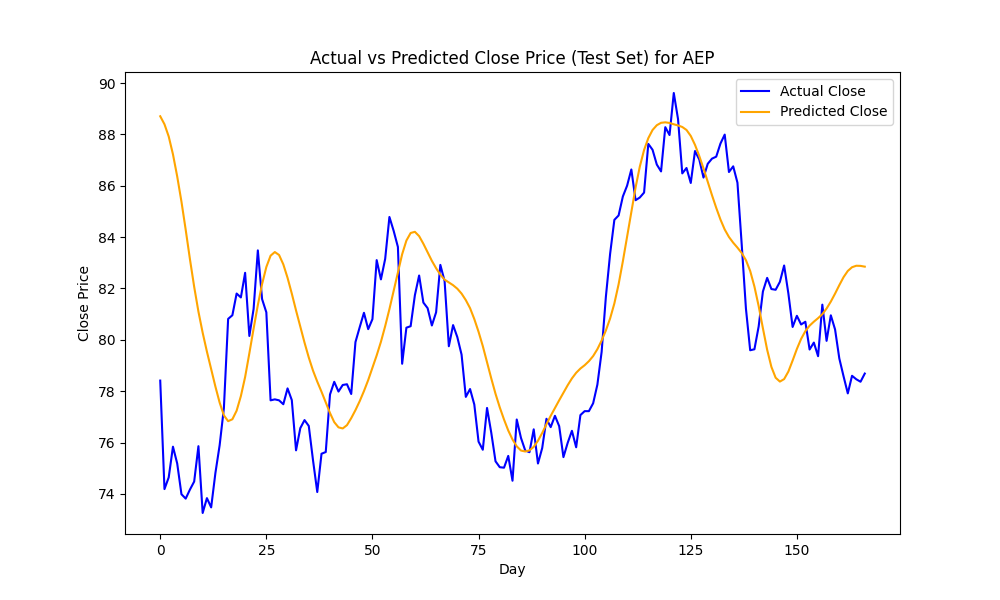 Actual vs Predicted Close Price (Test Set) for AEP
Actual Close
Predicted Close
Close Price
90
88
86
84
82
80
78
76
74
0 25 50 75 100 125 150
Day